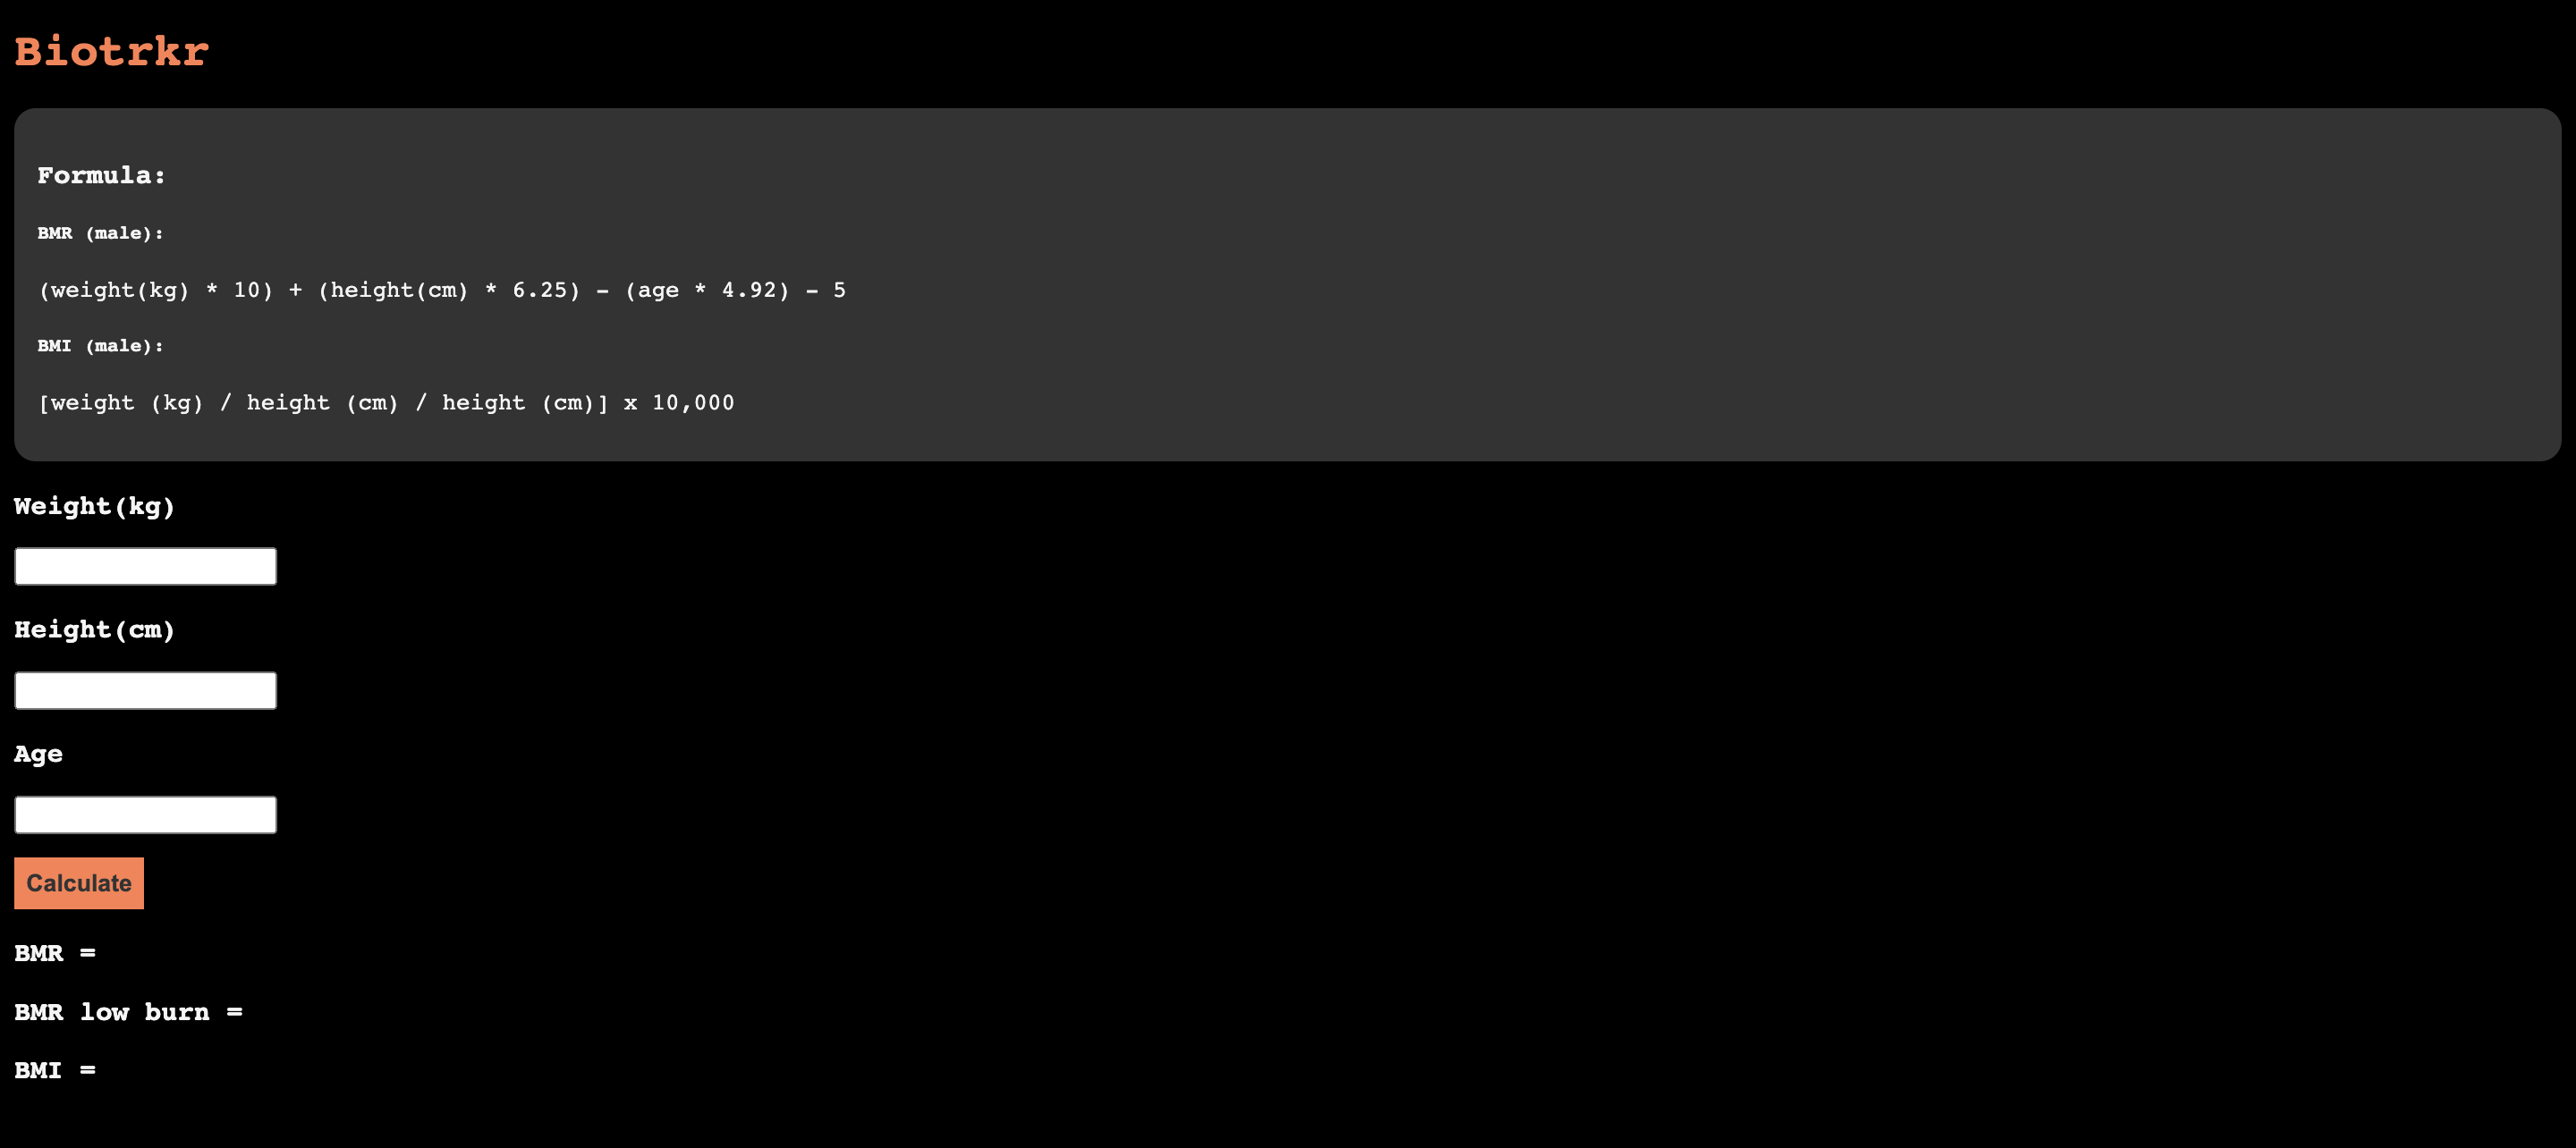 Biotrkr
Formula:
BMR (male):
(weight(kg) * 10) + (height(cm) * 6.25) - (age * 4.92) - 5
BMI (male):
[weight (kg) / height (cm) / height (cm)] x 10,000
Weight(kg)
Height(cm)
Age
Calculate
BMR =
BMR low burn =
BMI =